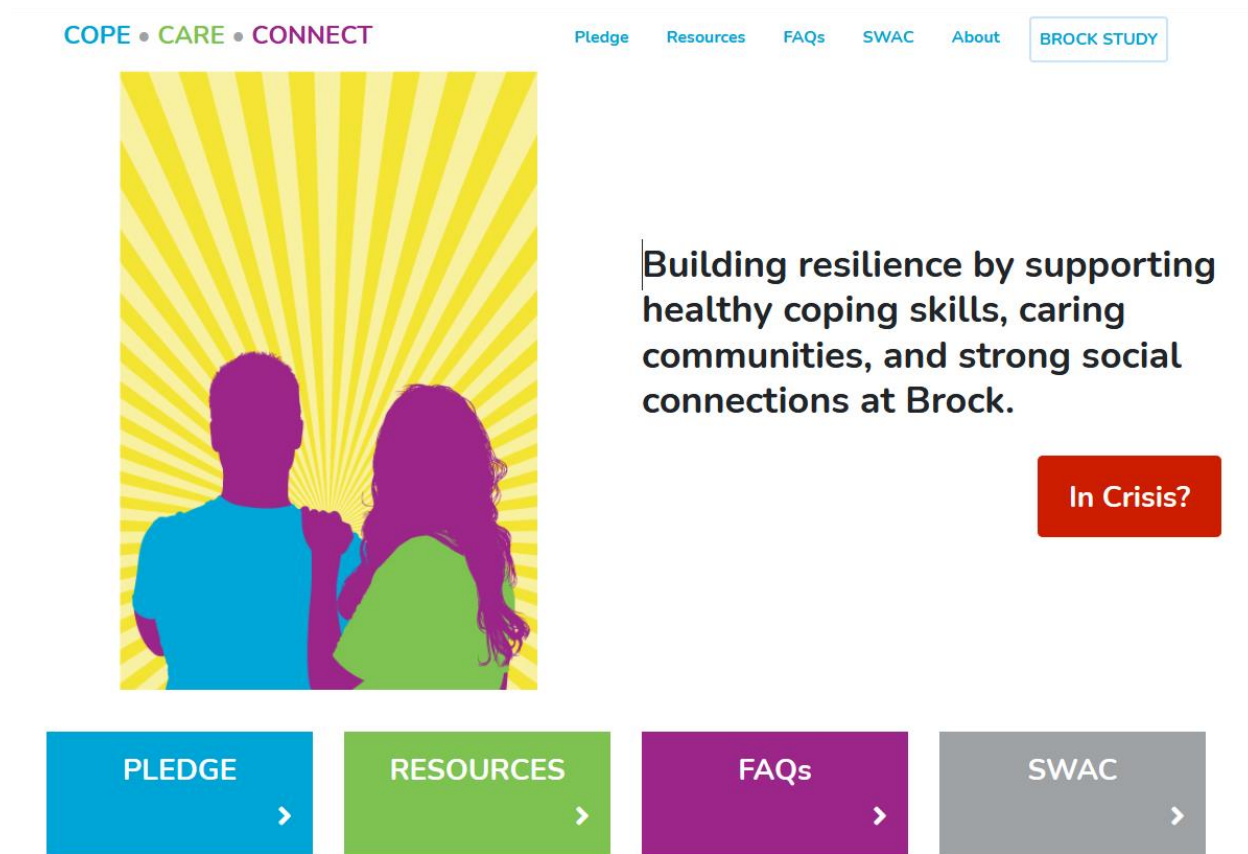 COPE • CARE • CONNECT
Pledge Resources FAQs SWAC About BROCK STUDY
Building resilience by supporting
healthy coping skills, caring
communities, and strong social
connections at Brock.
In Crisis?
PLEDGE RESOURCES FAQs SWAC